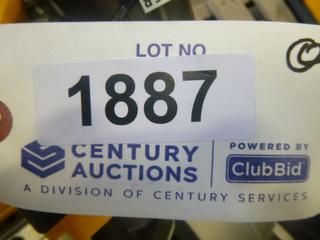 LOT NO
1887
CENTURY AUCTIONS
POWERED BY
ClubBid
A DIVISION OF CENTURY SERVICES